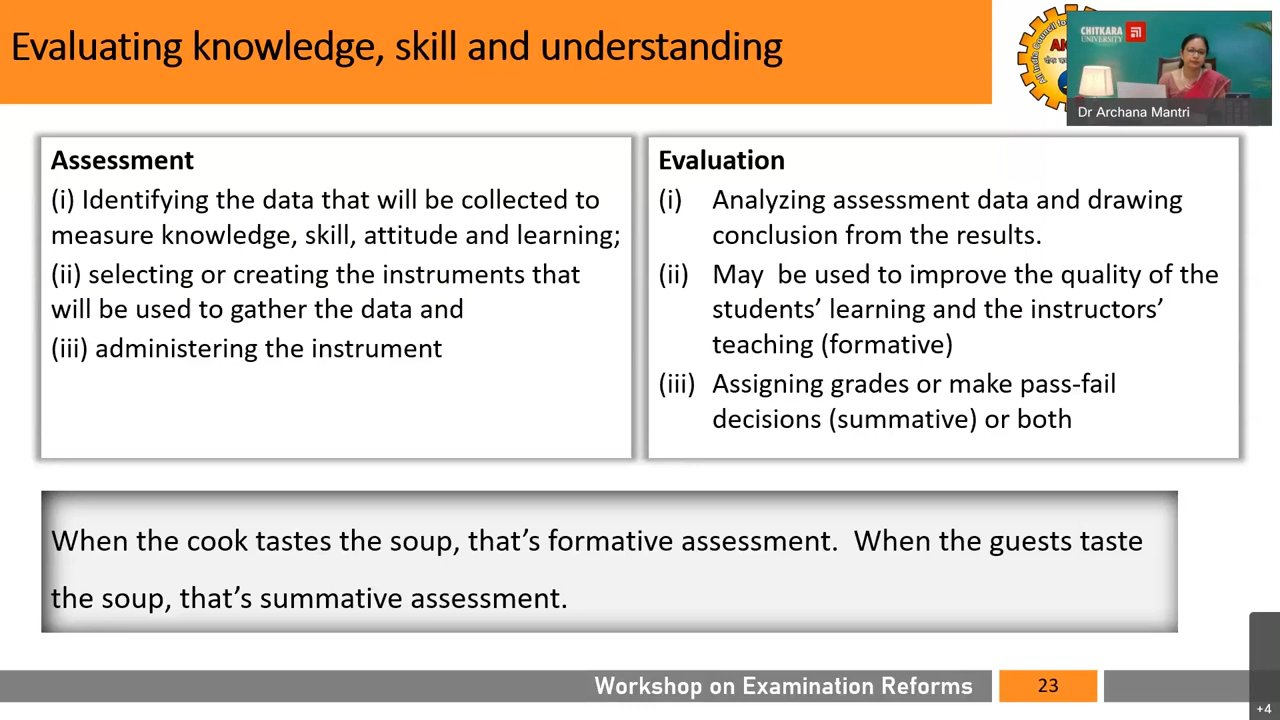 Evaluating knowledge, skill and understanding
CHITKARA
UNIVERSITY
Dr Archana Mantri
Assessment
(i) Identifying the data that will be collected to
measure knowledge, skill, attitude and learning;
(ii) selecting or creating the instruments that
will be used to gather the data and
(iii) administering the instrument
Evaluation
(i) Analyzing assessment data and drawing
conclusion from the results.
(ii) May be used to improve the quality of the
students’ learning and the instructors’
teaching (formative)
(iii) Assigning grades or make pass-fail
decisions (summative) or both
When the cook tastes the soup, that’s formative assessment. When the guests taste
the soup, that’s summative assessment.
Workshop on Examination Reforms
23
+4